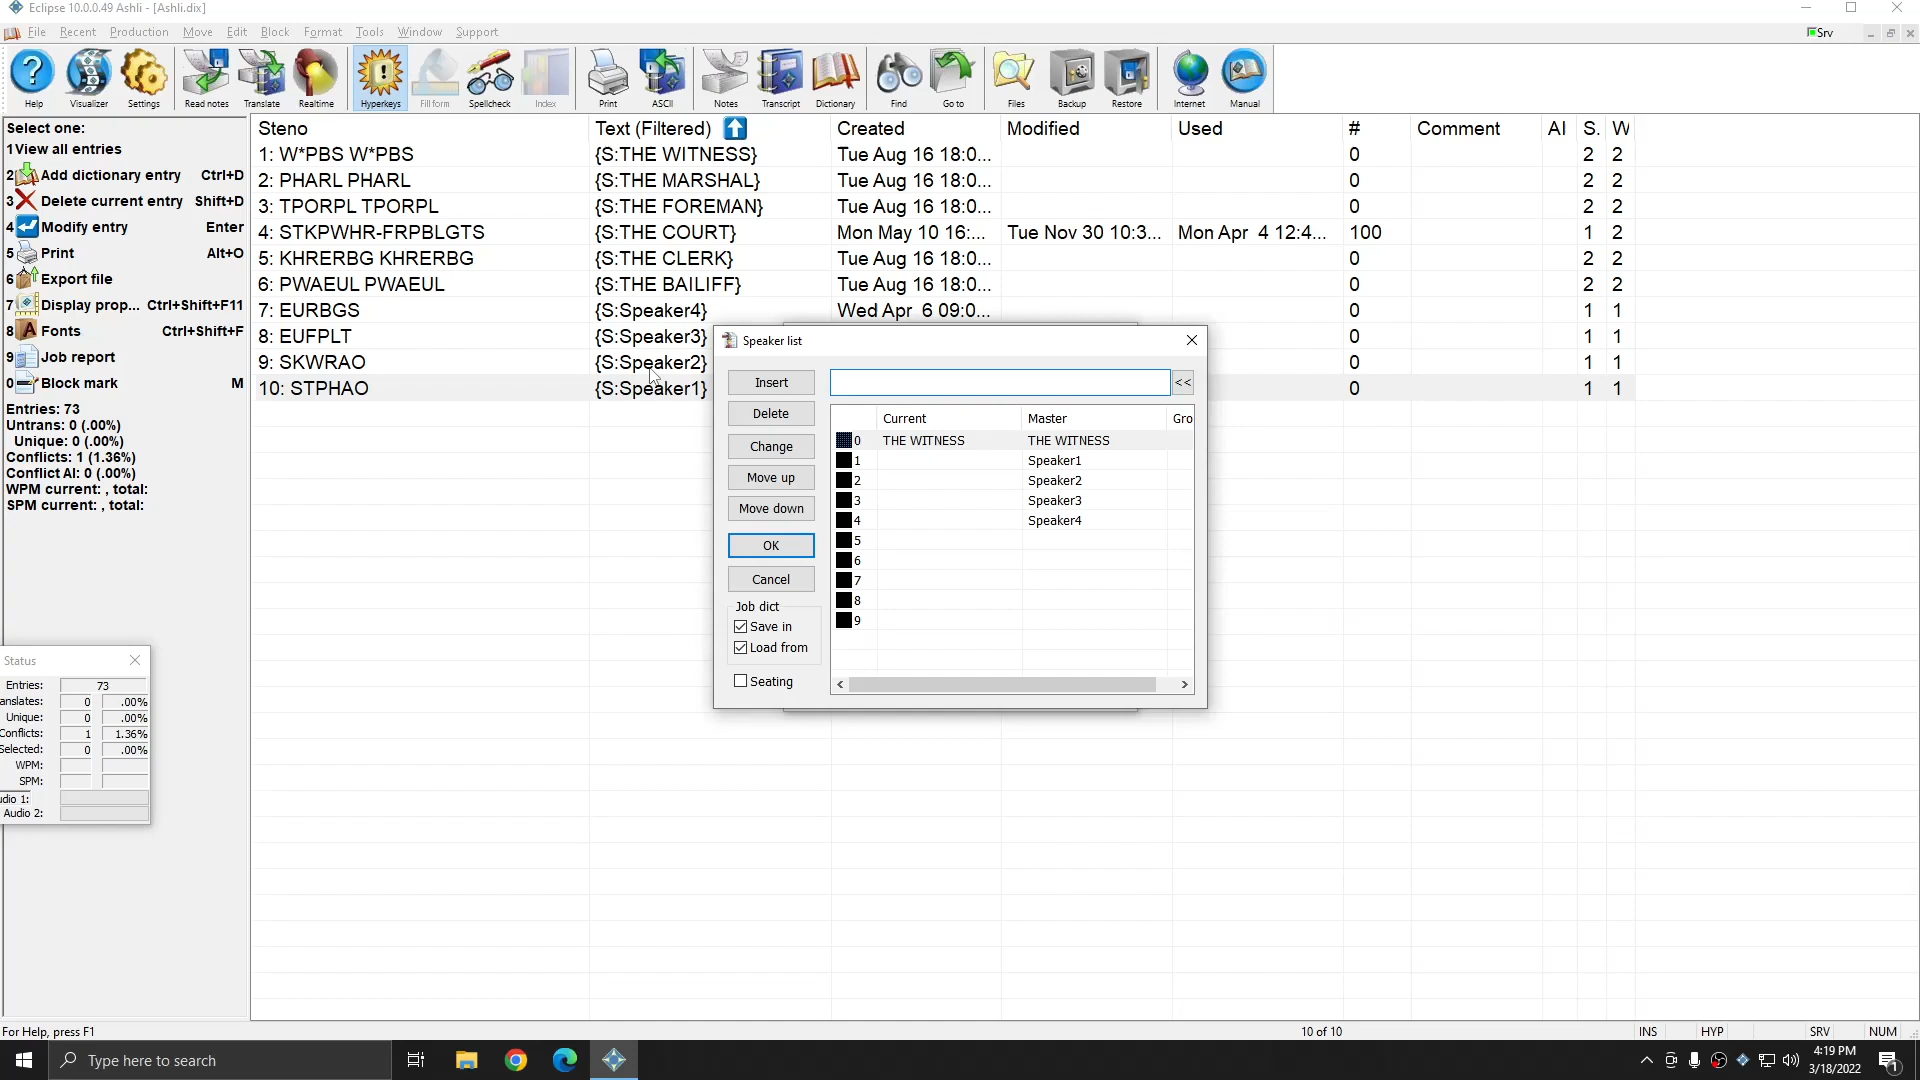 Eclipse 10.0.0.49 Ashli - [Ashli.dix]
File Recent Production Move Edit Block Format Tools Window Support Srv
Help Visualizer Settings Read notes Translate Realtime Hyperkeys Fill form Spellcheck Index Print ASCII Notes Transcript Dictionary Find Go to Files Backup Restore Internet Manual
Select one:
1View all entries
2 Add dictionary entry Ctrl+D
3 Delete current entry Shift+D
4 Modify entry Enter
5 Print Alt+O
6 Export file
7 Display prop... Ctrl+Shift+F11
8 Fonts Ctrl+Shift+F
9 Job report
0 Block mark M
Entries: 73
Untrans: 0 (.00%)
Unique: 0 (.00%)
Conflicts: 1 (1.36%)
Conflict AI: 0 (.00%)
WPM current: , total:
SPM current: , total:
Steno Text (Filtered) Created Modified Used # Comment AI S. W
1: W*PBS W*PBS {S:THE WITNESS} Tue Aug 16 18:0... 0 2 2
2: PHARL PHARL {S:THE MARSHAL} Tue Aug 16 18:0... 0 2 2
3: TPORPL TPORPL {S:THE FOREMAN} Tue Aug 16 18:0... 0 2 2
4: STKPWHR-FRPBLGTS {S:THE COURT} Mon May 10 16:... Tue Nov 30 10:3... Mon Apr 4 12:4... 100 1 2
5: KHRERBG KHRERBG {S:THE CLERK} Tue Aug 16 18:0... 0 2 2
6: PWAEUL PWAEUL {S:THE BAILIFF} Tue Aug 16 18:0... 0 2 2
7: EURBGS {S:Speaker4} Wed Apr 6 09:0... 0 1 1
8: EUFPLT {S:Speaker3} 0 1 1
9: SKWRAO {S:Speaker2} 0 1 1
10: STPHAO {S:Speaker1} 0 1 1
Speaker list
Insert <<
Delete
Change
Move up
Move down
OK
Cancel
Job dict
Save in
Load from
Seating
Current Master Gro
0 THE WITNESS THE WITNESS
1 Speaker1
2 Speaker2
3 Speaker3
4 Speaker4
5
6
7
8
9
Status
Entries: 73
anslates: 0 .00%
Unique: 0 .00%
Conflicts: 1 1.36%
Selected: 0 .00%
WPM:
SPM:
udio 1:
Audio 2:
For Help, press F1 10 of 10 INS HYP SRV NUM
Type here to search
4:19 PM
3/18/2022
1